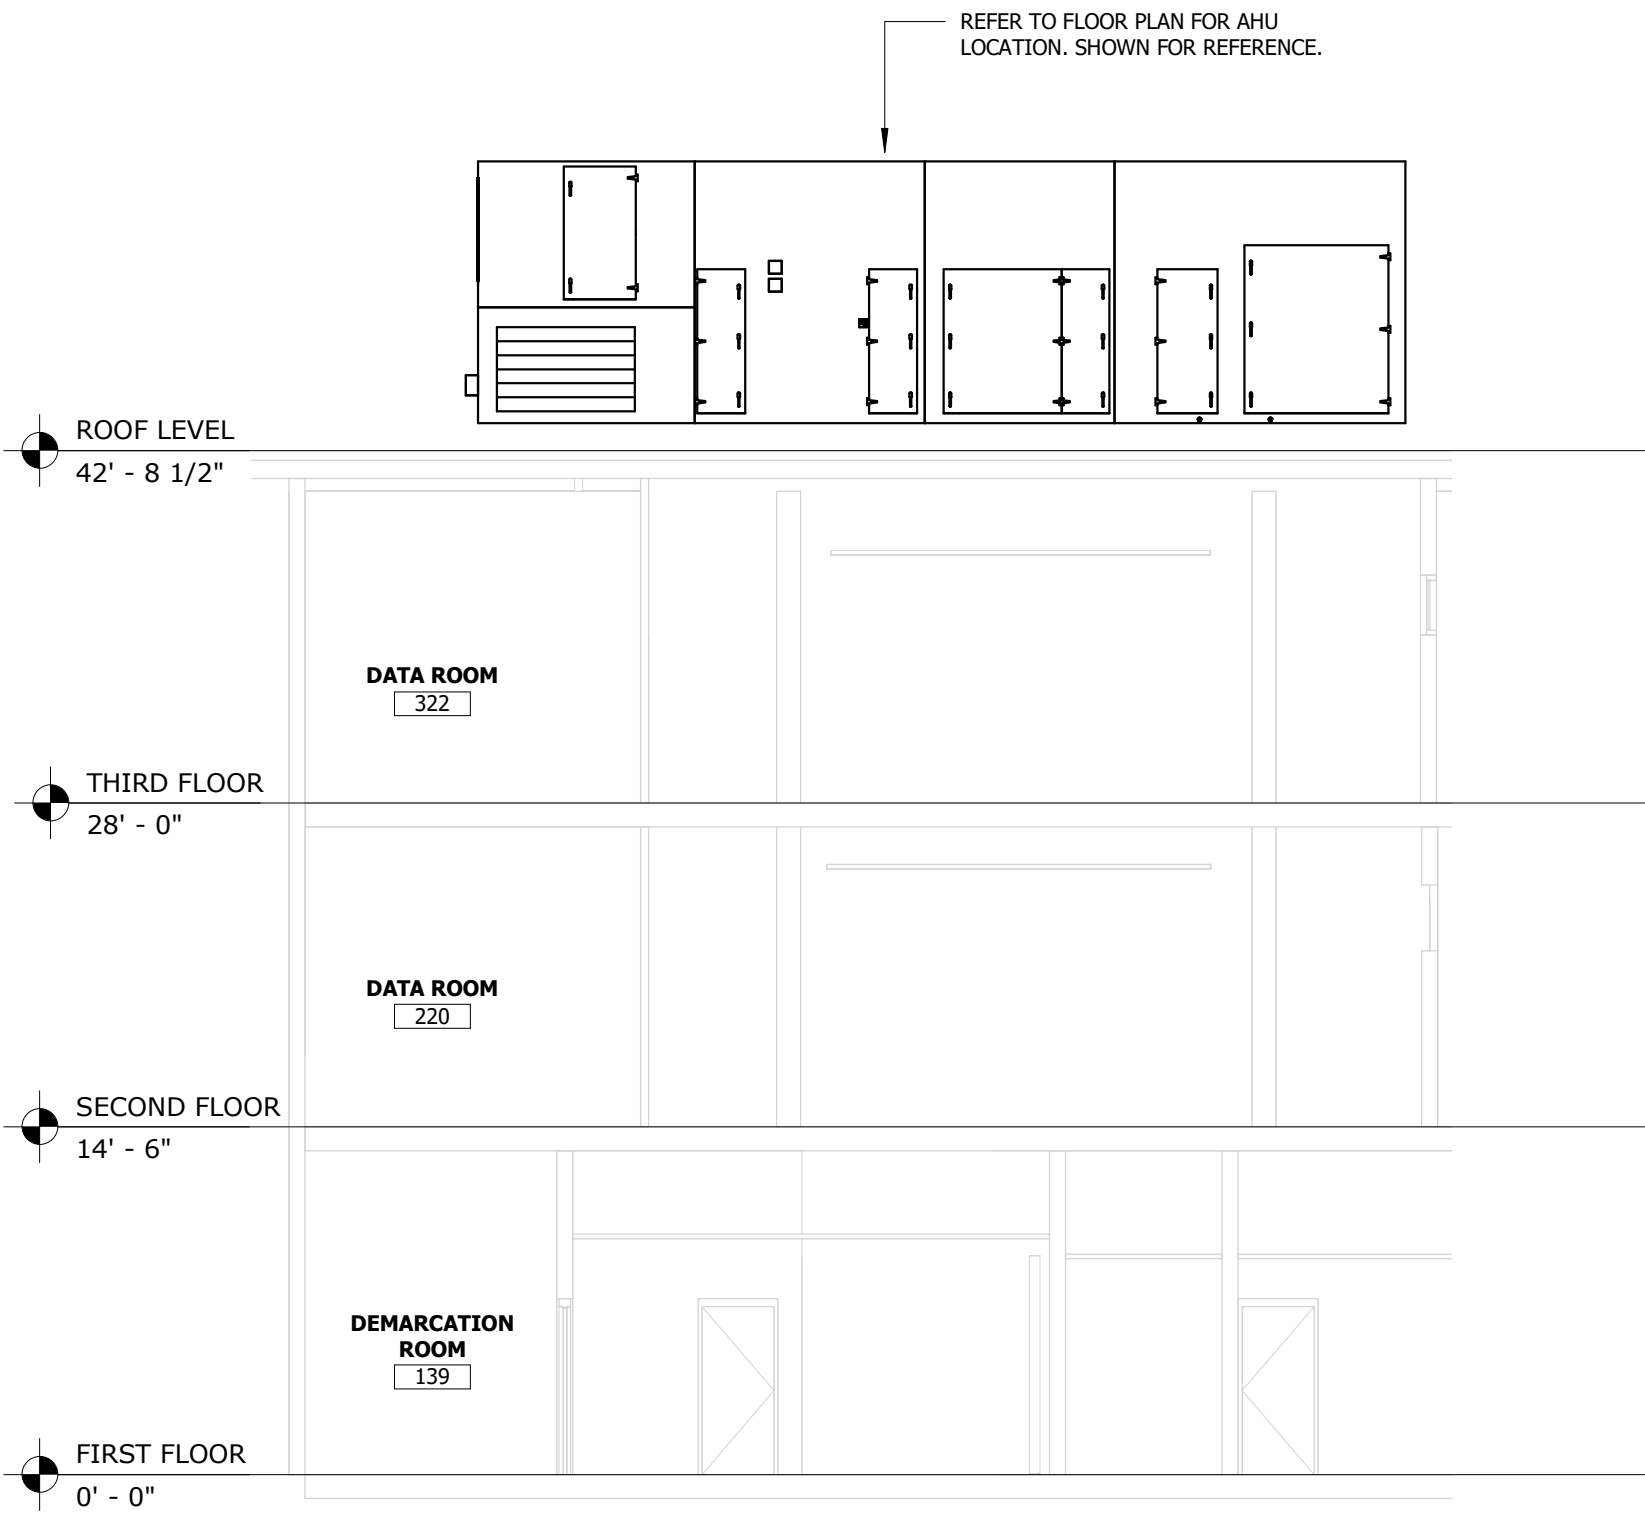 REFER TO FLOOR PLAN FOR AHU
LOCATION. SHOWN FOR REFERENCE.
ROOF LEVEL
42' - 8 1/2"
DATA ROOM
322
THIRD FLOOR
28' - 0"
DATA ROOM
220
SECOND FLOOR
14' - 6"
DEMARCATION
ROOM
139
FIRST FLOOR
0' - 0"